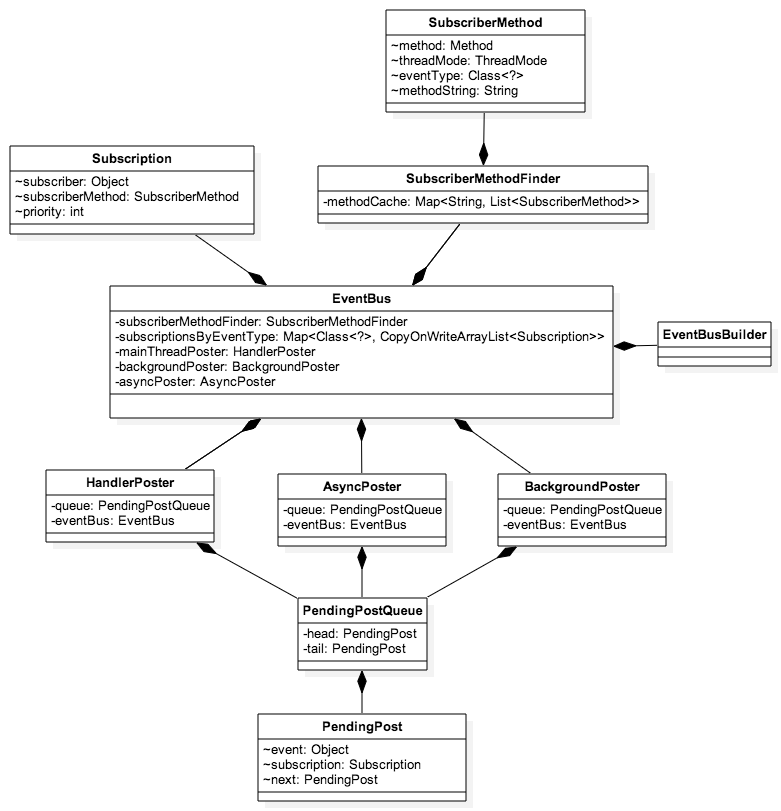 SubscriberMethod
~method: Method
~threadMode: ThreadMode
~eventType: Class<?>
~methodString: String
Subscription
~subscriber: Object
~subscriberMethod: SubscriberMethod
~priority: int
SubscriberMethodFinder
-methodCache: Map<String, List<SubscriberMethod>>
EventBus
-subscriberMethodFinder: SubscriberMethodFinder
-subscriptionsByEventType: Map<Class<?>, CopyOnWriteArrayList<Subscription>>
-mainThreadPoster: HandlerPoster
-backgroundPoster: BackgroundPoster
-asyncPoster: AsyncPoster
EventBusBuilder
HandlerPoster
-queue: PendingPostQueue
-eventBus: EventBus
AsyncPoster
-queue: PendingPostQueue
-eventBus: EventBus
BackgroundPoster
-queue: PendingPostQueue
-eventBus: EventBus
PendingPostQueue
-head: PendingPost
-tail: PendingPost
PendingPost
~event: Object
~subscription: Subscription
~next: PendingPost